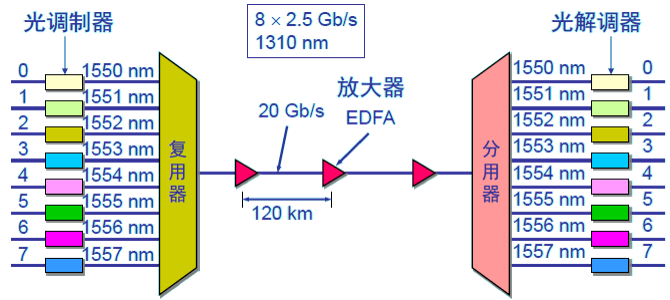 光调制器
8 × 2.5 Gb/s
1310 nm
光解调器
0
1550 nm
1
1551 nm
2
1552 nm
3
1553 nm
4
1554 nm
5
1555 nm
6
1556 nm
7
1557 nm
复用器
20 Gb/s
放大器
EDFA
120 km
分用器
1550 nm
0
1551 nm
1
1552 nm
2
1553 nm
3
1554 nm
4
1555 nm
5
1556 nm
6
1557 nm
7